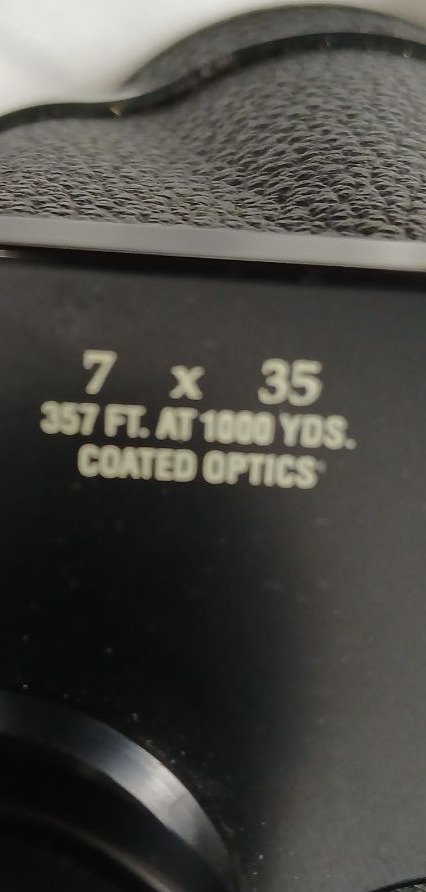 7 x 35
357 FT. AT 1000 YDS.
COATED OPTICS